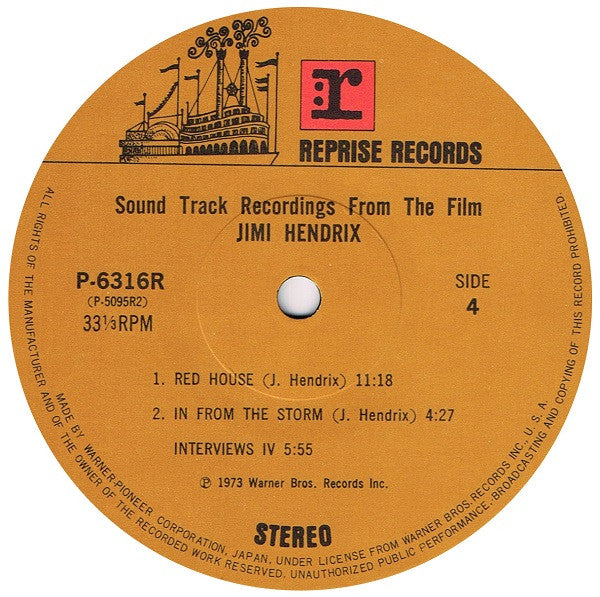 :r
REPRISE RECORDS
Sound Track Recordings From The Film
JIMI HENDRIX
P-6316R
(P-5095R2)
33⅓RPM
SIDE
4
1. RED HOUSE (J. Hendrix) 11:18
2. IN FROM THE STORM (J. Hendrix) 4:27
INTERVIEWS IV 5:55
℗ 1973 Warner Bros. Records Inc.
STEREO
ALL RIGHTS OF THE MANUFACTURER AND OF THE OWNER OF THE RECORDED WORK RESERVED. UNAUTHORIZED PUBLIC PERFORMANCE, BROADCASTING AND COPYING OF THIS RECORD PROHIBITED.
MADE BY WARNER-PIONEER CORPORATION, JAPAN, UNDER LICENSE FROM WARNER BROS. RECORDS INC., U. S. A.